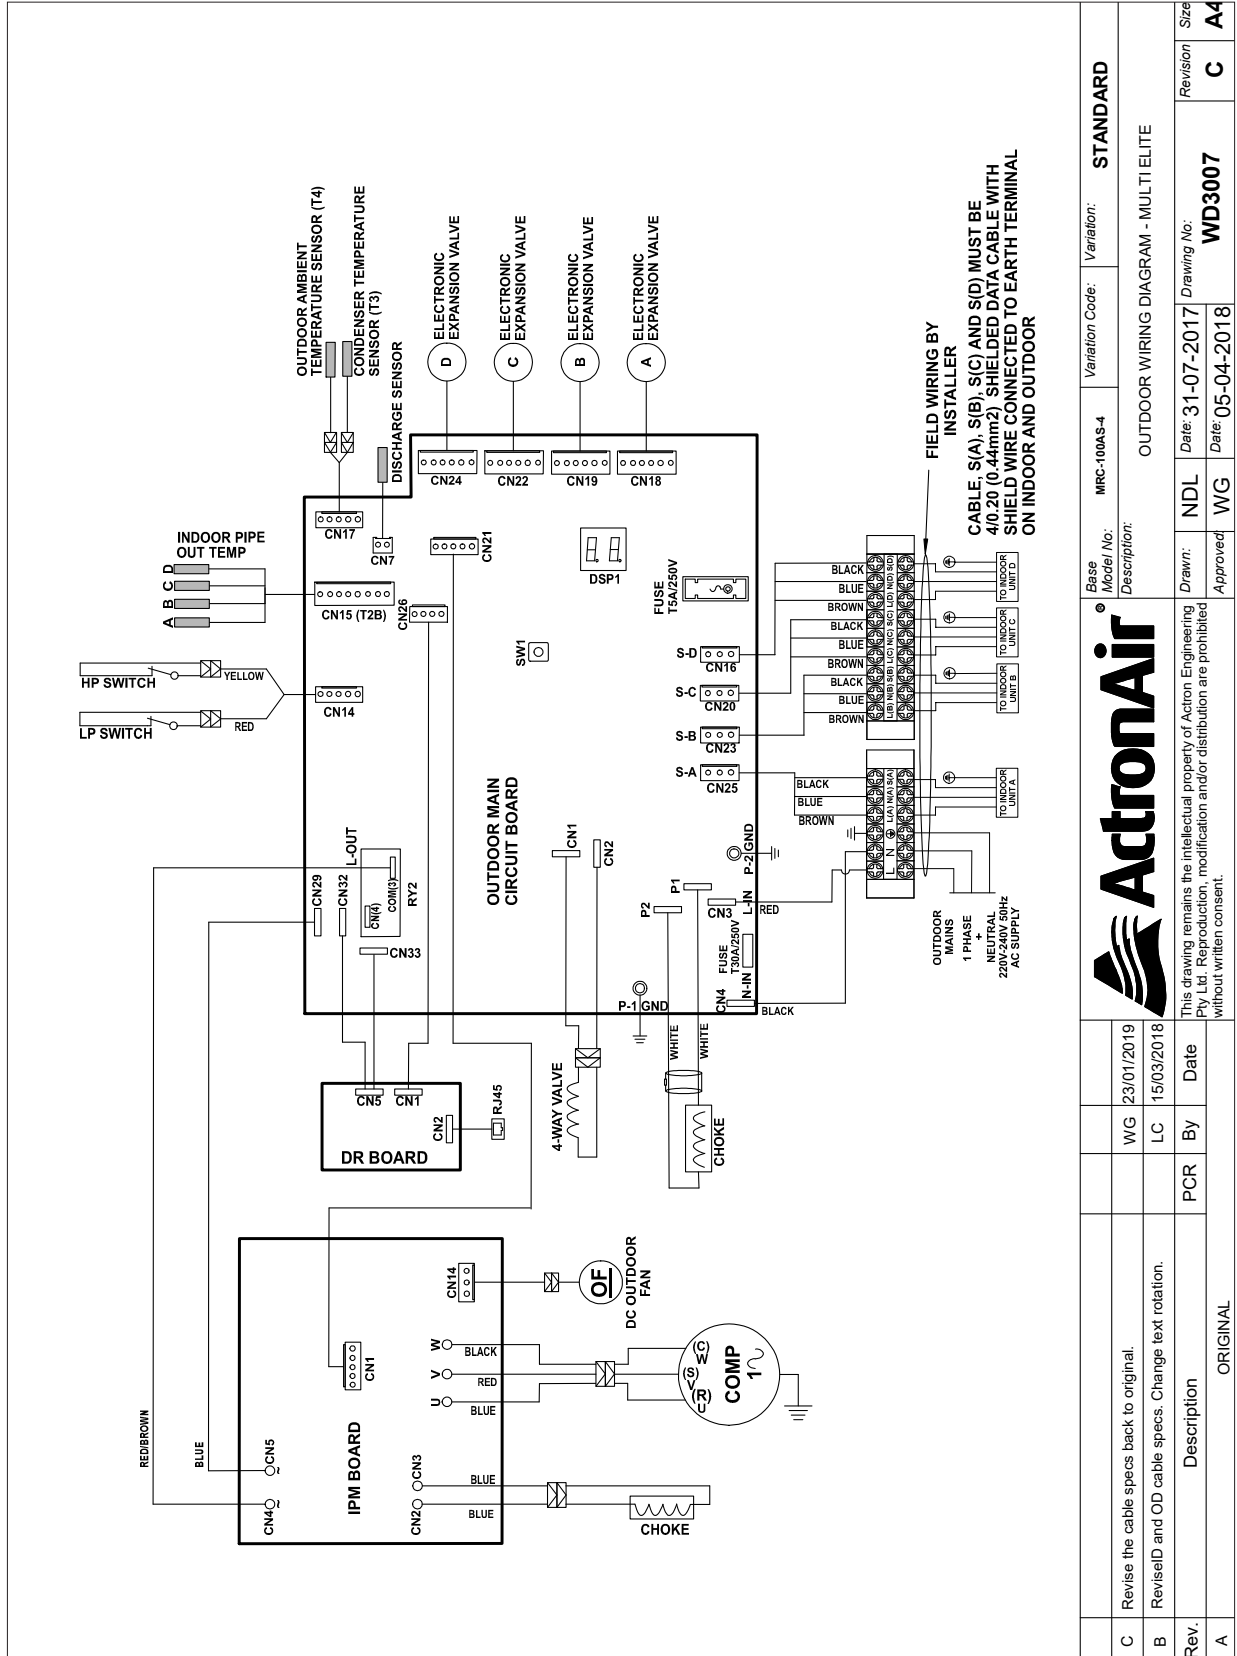 HP SWITCH
LP SWITCH
YELLOW
RED
A
B
C
D
INDOOR PIPE
OUT TEMP
OUTDOOR AMBIENT
TEMPERATURE SENSOR (T4)
CONDENSER TEMPERATURE
SENSOR (T3)
DISCHARGE SENSOR
CN14
CN15 (T2B)
CN17
CN7
CN26
CN21
D
ELECTRONIC
EXPANSION VALVE
C
ELECTRONIC
EXPANSION VALVE
B
ELECTRONIC
EXPANSION VALVE
A
ELECTRONIC
EXPANSION VALVE
CN24
CN22
CN19
CN18
SW1
DSP1
FUSE
T5A/250V
OUTDOOR MAIN
CIRCUIT BOARD
CN29
CN32
L-OUT
CN(4)
COM(3)
RY2
CN33
CN1
CN2
S-D
CN16
S-C
CN20
S-B
CN23
S-A
CN25
P-2 GND
P1
P2
CN3
L-IN
RED
FUSE
T30A/250V
CN4
N-IN
BLACK
P-1 GND
WHITE
WHITE
CHOKE
4-WAY VALVE
CN5
CN1
CN2
RJ45
DR BOARD
RED/BROWN
BLUE
CN4
~
CN5
~
IPM BOARD
CN1
CN14
DC OUTDOOR
FAN
OF
W
V
U
BLACK
RED
BLUE
CN3
CN2
BLUE
BLUE
CHOKE
(C)
W
(S)
V
(R)
U
COMP
1
BLACK
BLUE
BROWN
BLACK
BLUE
BROWN
BLACK
BLUE
BROWN
L(B) N(B) S(B) L(C) N(C) S(C) L(D) N(D) S(D)
BLACK
BLUE
BROWN
L N L(A) N(A) S(A)
TO INDOOR
UNIT D
TO INDOOR
UNIT C
TO INDOOR
UNIT B
TO INDOOR
UNIT A
OUTDOOR
MAINS
1 PHASE
+
NEUTRAL
220V-240V 50Hz
AC SUPPLY
FIELD WIRING BY
INSTALLER
CABLE, S(A), S(B), S(C) AND S(D) MUST BE
4/0.20 (0.44mm2) SHIELDED DATA CABLE WITH
SHIELD WIRE CONNECTED TO EARTH TERMINAL
ON INDOOR AND OUTDOOR
C Revise the cable specs back to original. WG 23/01/2019
B ReviseID and OD cable specs. Change text rotation. LC 15/03/2018
Rev. Description PCR By Date
A ORIGINAL
ActronAir®
This drawing remains the intellectual property of Actron Engineering
Pty Ltd. Reproduction, modification and/or distribution are prohibited
without written consent.
Base
Model No: MRC-100AS-4
Variation Code:
Variation: STANDARD
Description:
OUTDOOR WIRING DIAGRAM - MULTI ELITE
Drawn: NDL Date: 31-07-2017
Approved: WG Date: 05-04-2018
Drawing No:
WD3007
Revision
C
Size
A4